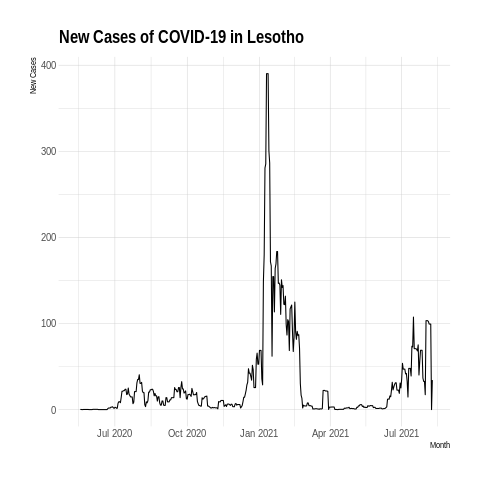 New Cases of COVID-19 in Lesotho
New Cases
400
300
200
100
0
Jul 2020 Oct 2020 Jan 2021 Apr 2021 Jul 2021
Month